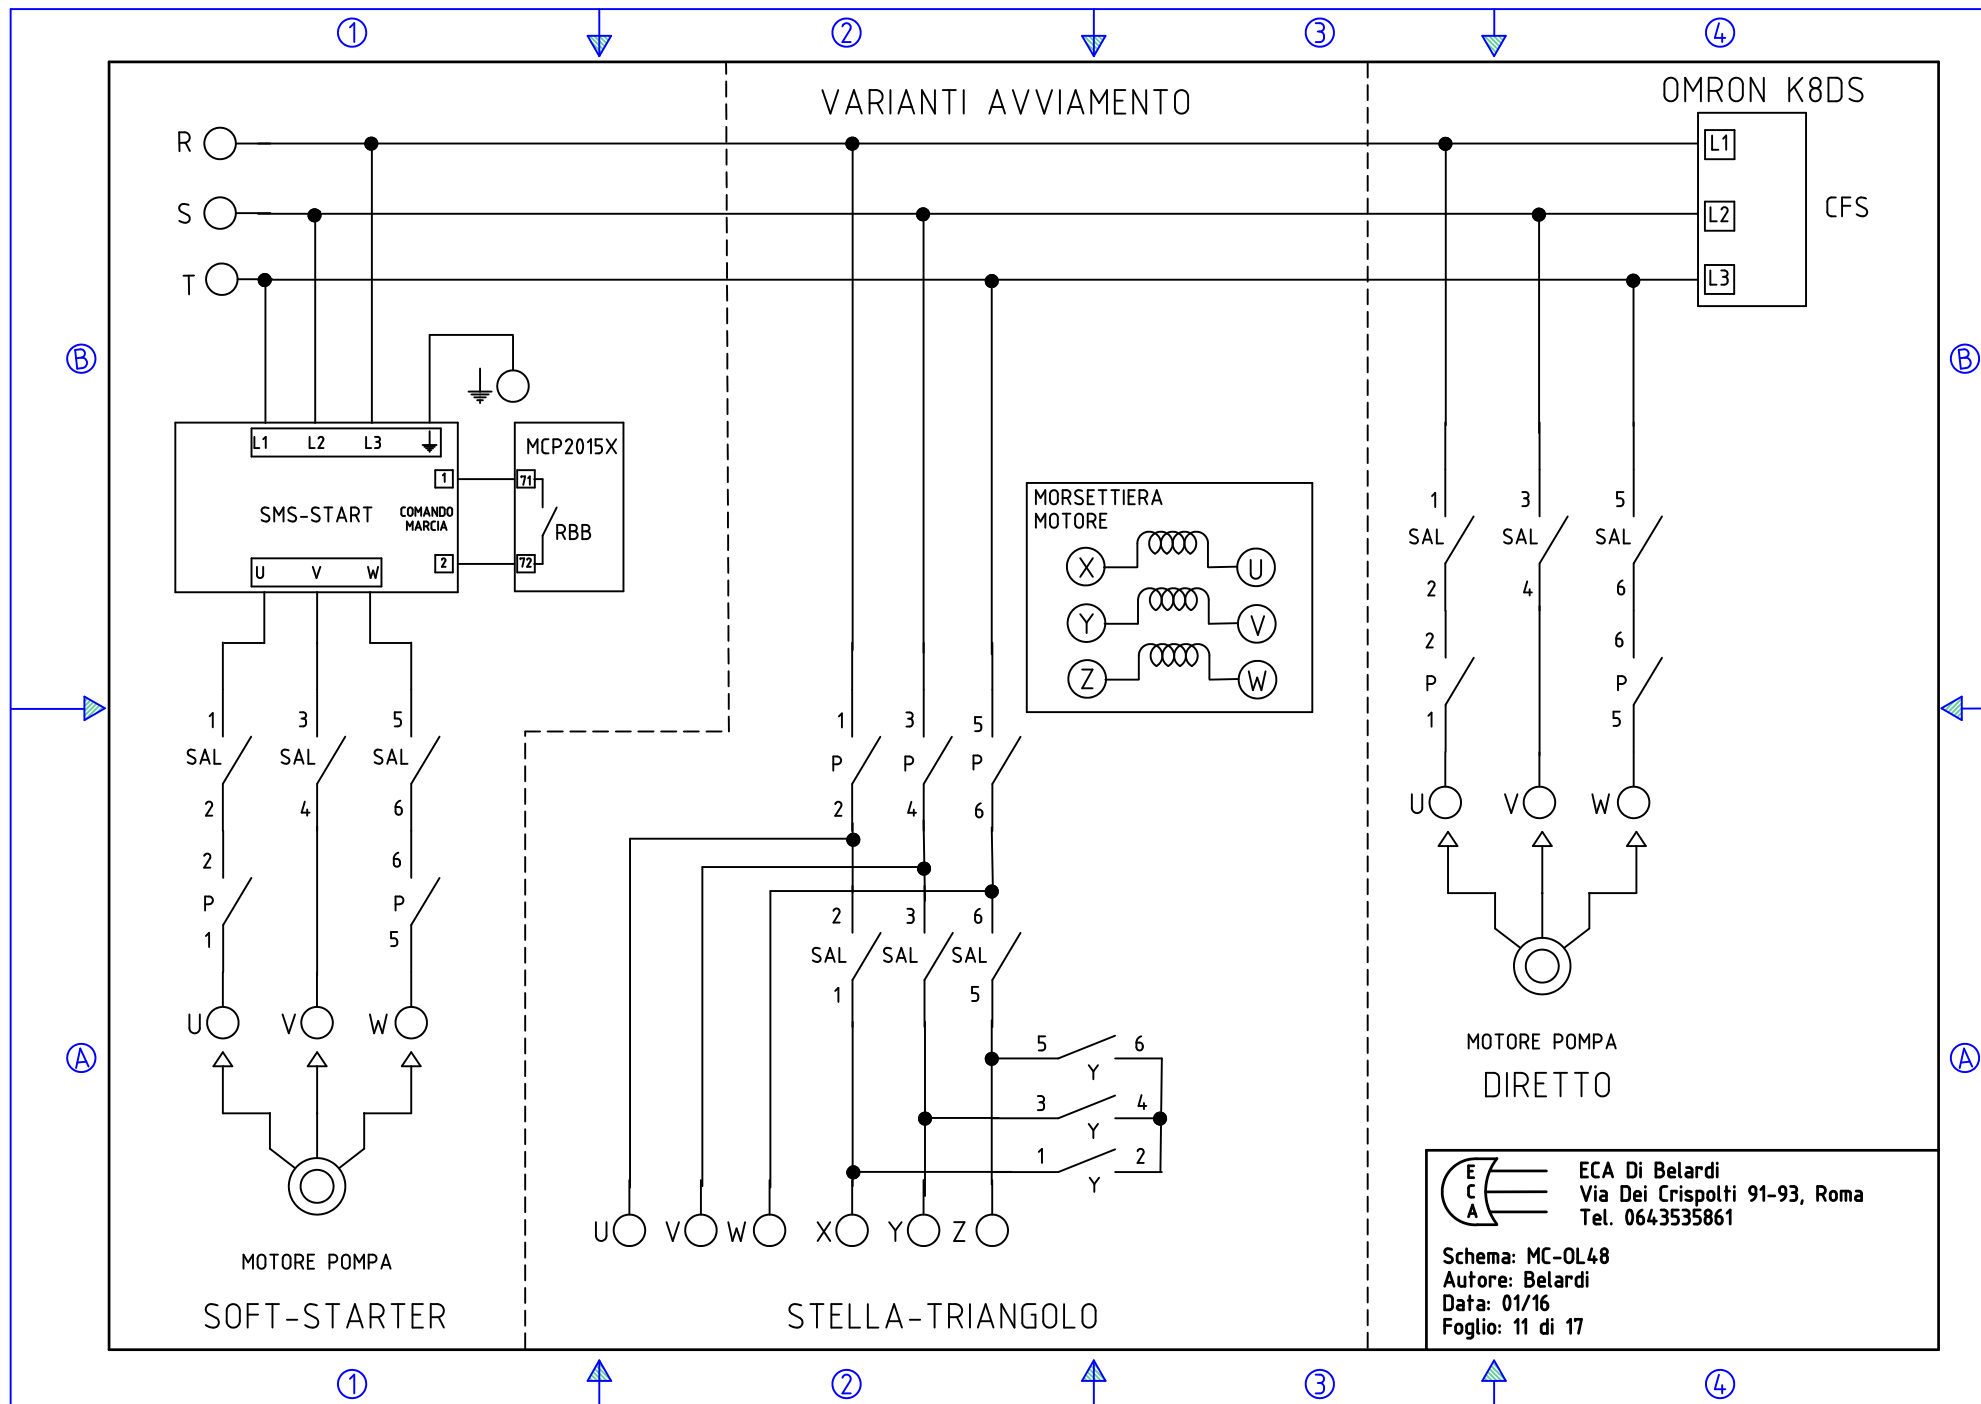 1 2 3 4
VARIANTI AVVIAMENTO
OMRON K8DS
R
S
T
L1
L2
L3
CFS
B
B
L1 L2 L3
MCP2015X
1
71
SMS-START
COMANDO
MARCIA
RBB
2
72
U V W
MORSETTIERA
MOTORE
X U
Y V
Z W
1 3 5
SAL SAL SAL
2 4 6
2 6
P P
1 5
U V W
1 3 5
SAL SAL SAL
2 4 6
2 6
P P
1 5
U V W
1 3 5
P P P
2 4 6
2 3 6
SAL SAL SAL
1 5
5 6
Y
3 4
Y
1 2
Y
U V W X Y Z
A
A
MOTORE POMPA
DIRETTO
MOTORE POMPA
SOFT-STARTER
STELLA-TRIANGOLO
E
C
A
ECA Di Belardi
Via Dei Crispolti 91-93, Roma
Tel. 0643535861
Schema: MC-OL48
Autore: Belardi
Data: 01/16
Foglio: 11 di 17
1 2 3 4